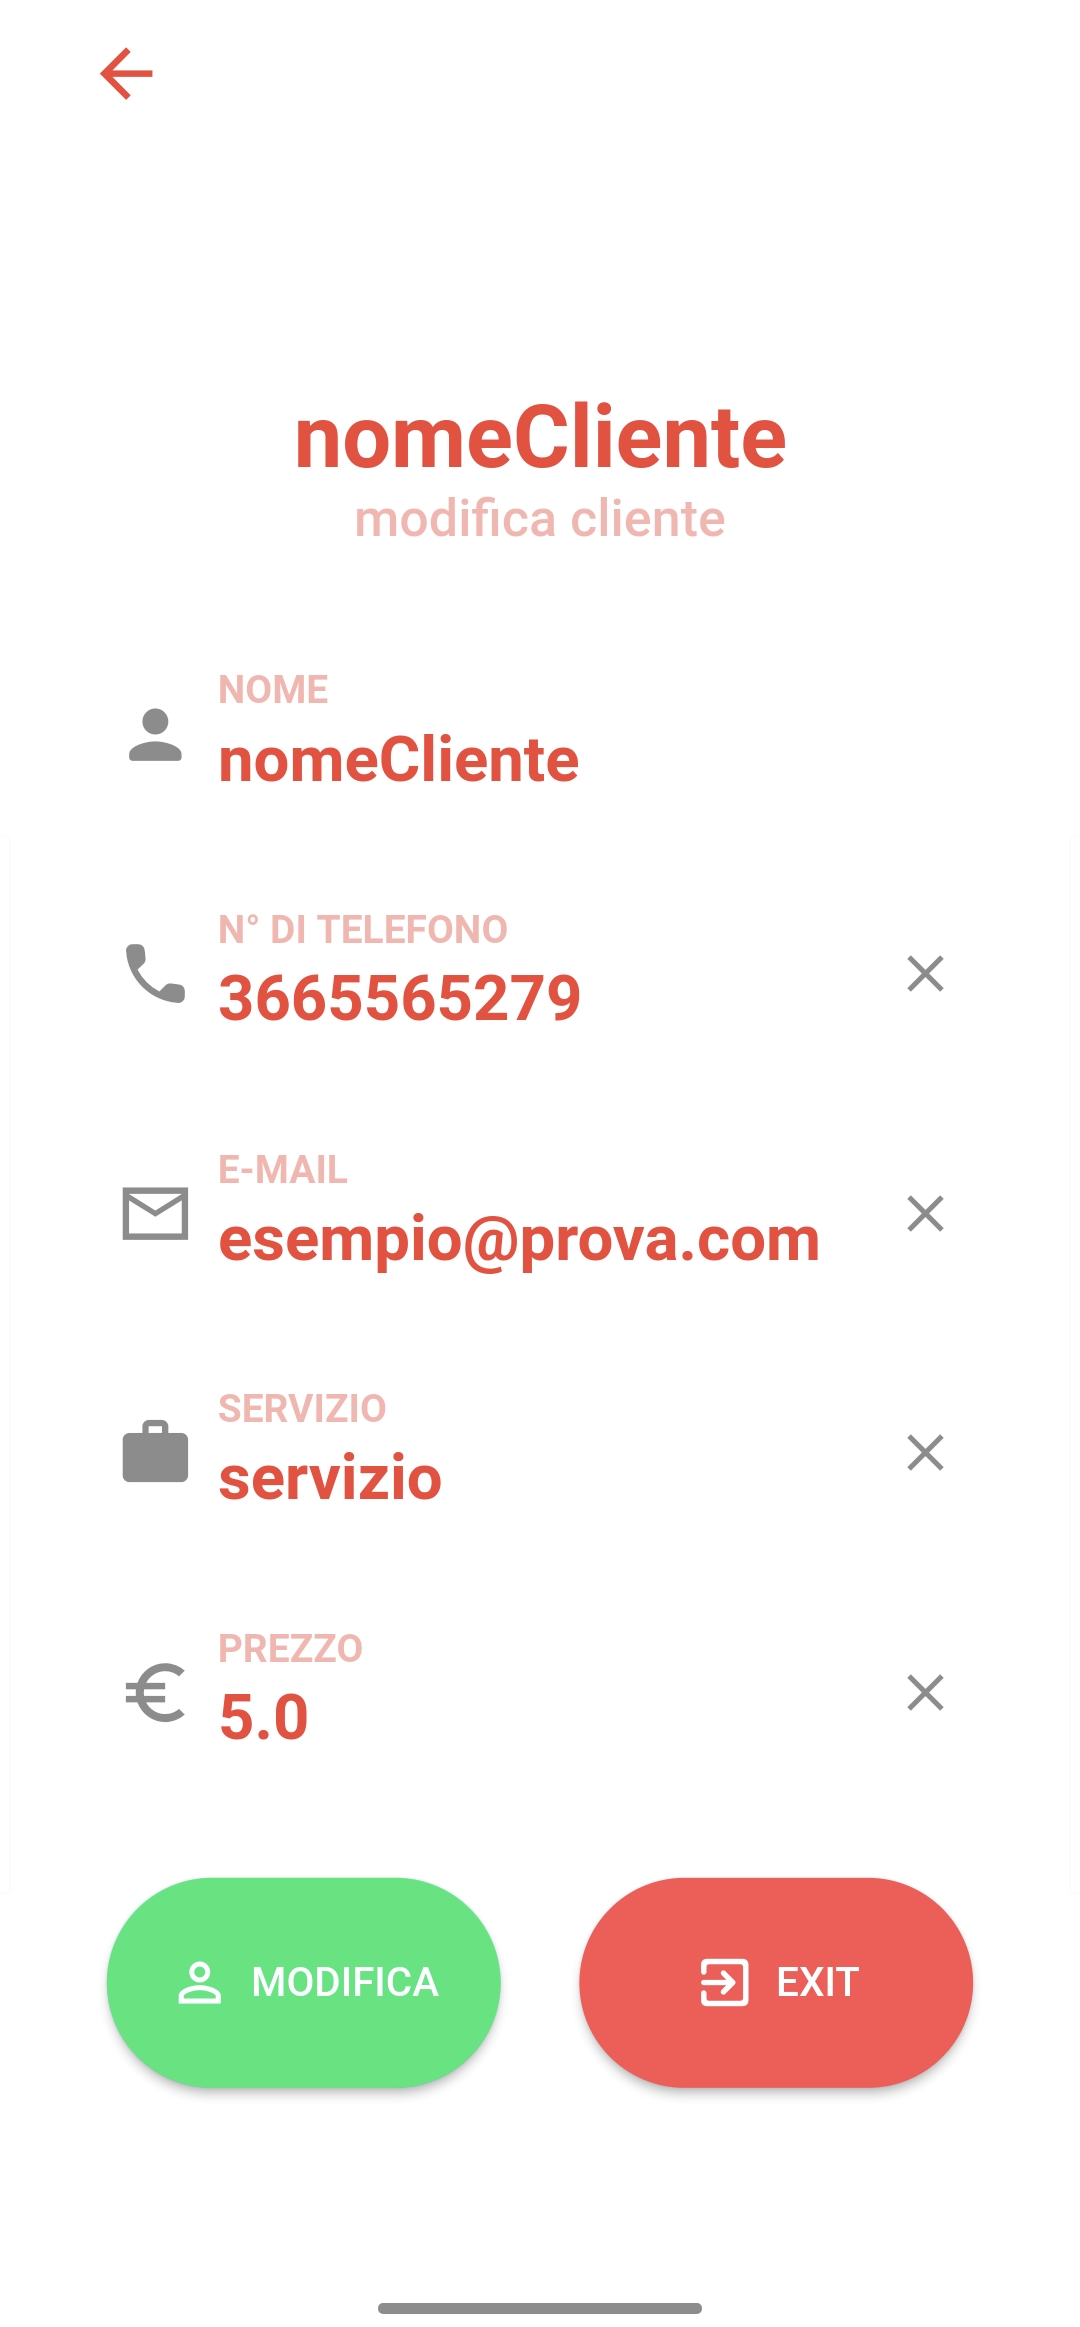 nomeCliente
modifica cliente
NOME
nomeCliente
N° DI TELEFONO
3665565279
E-MAIL
esempio@prova.com
SERVIZIO
servizio
PREZZO
5.0
MODIFICA
EXIT